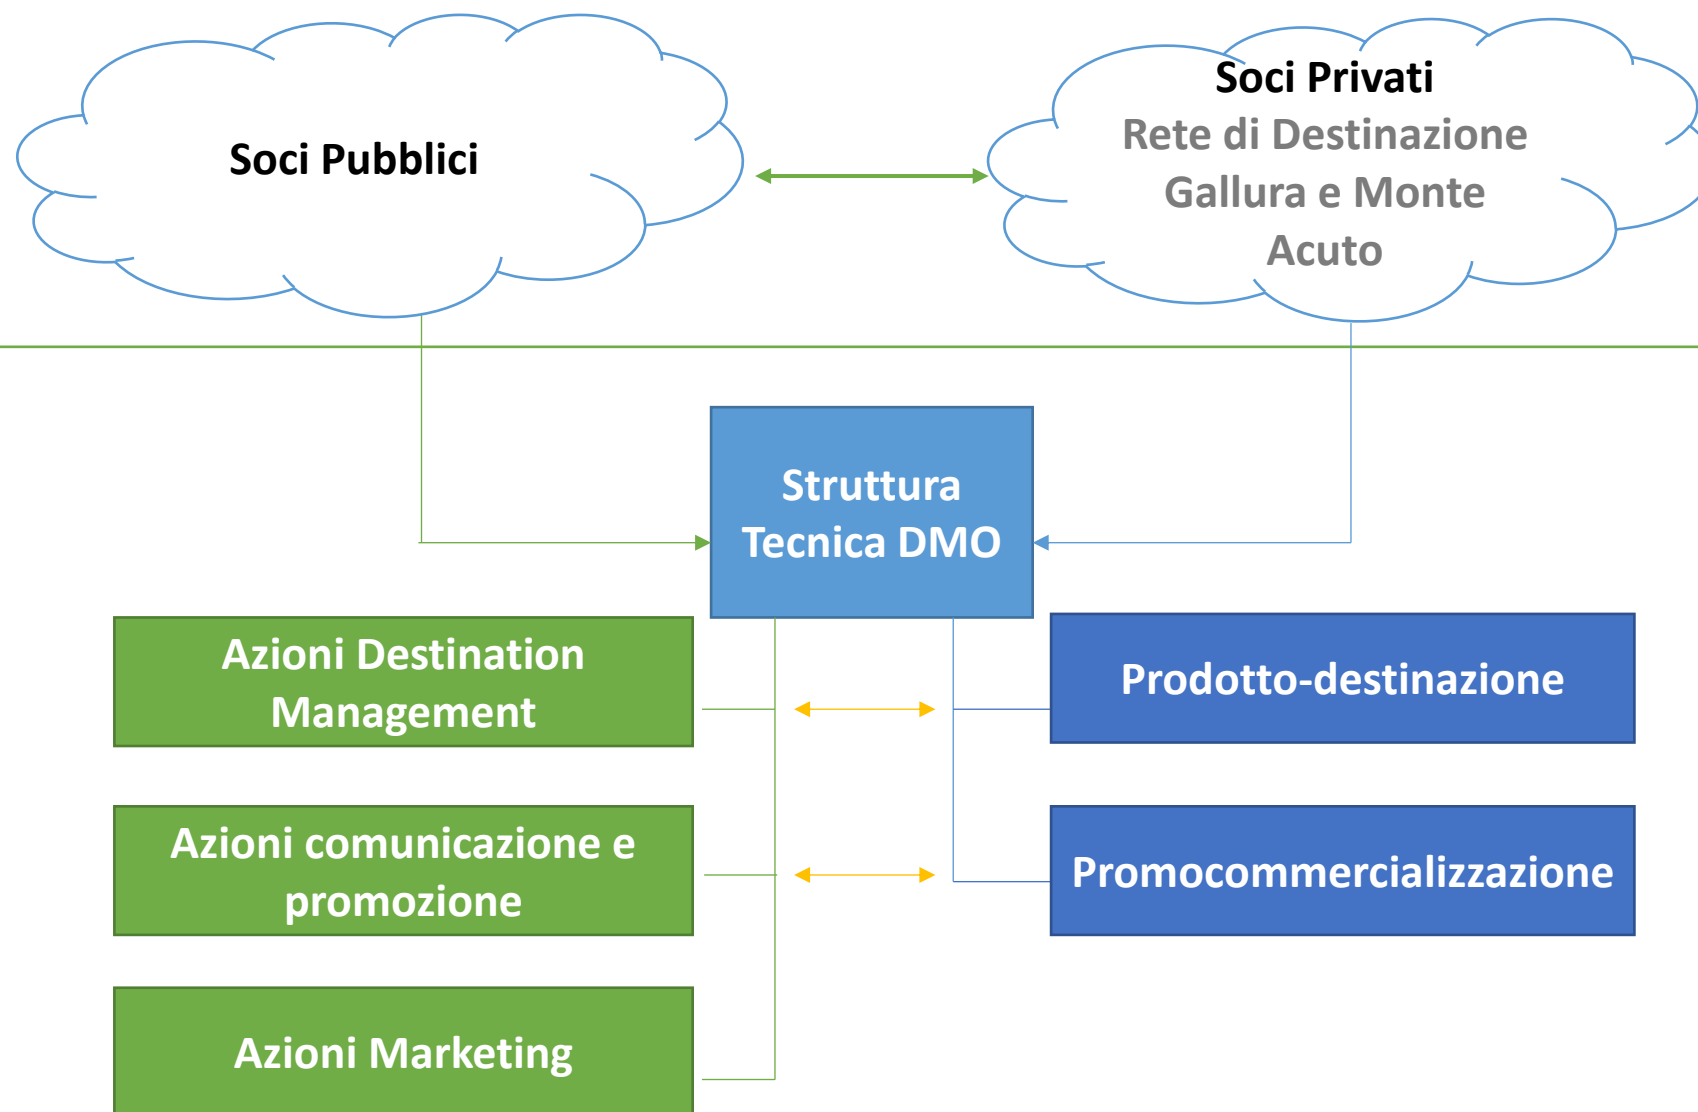 Soci Pubblici
Soci Privati
Rete di Destinazione
Gallura e Monte
Acuto
Struttura
Tecnica DMO
Azioni Destination
Management
Prodotto-destinazione
Azioni comunicazione e
promozione
Promocommercializzazione
Azioni Marketing